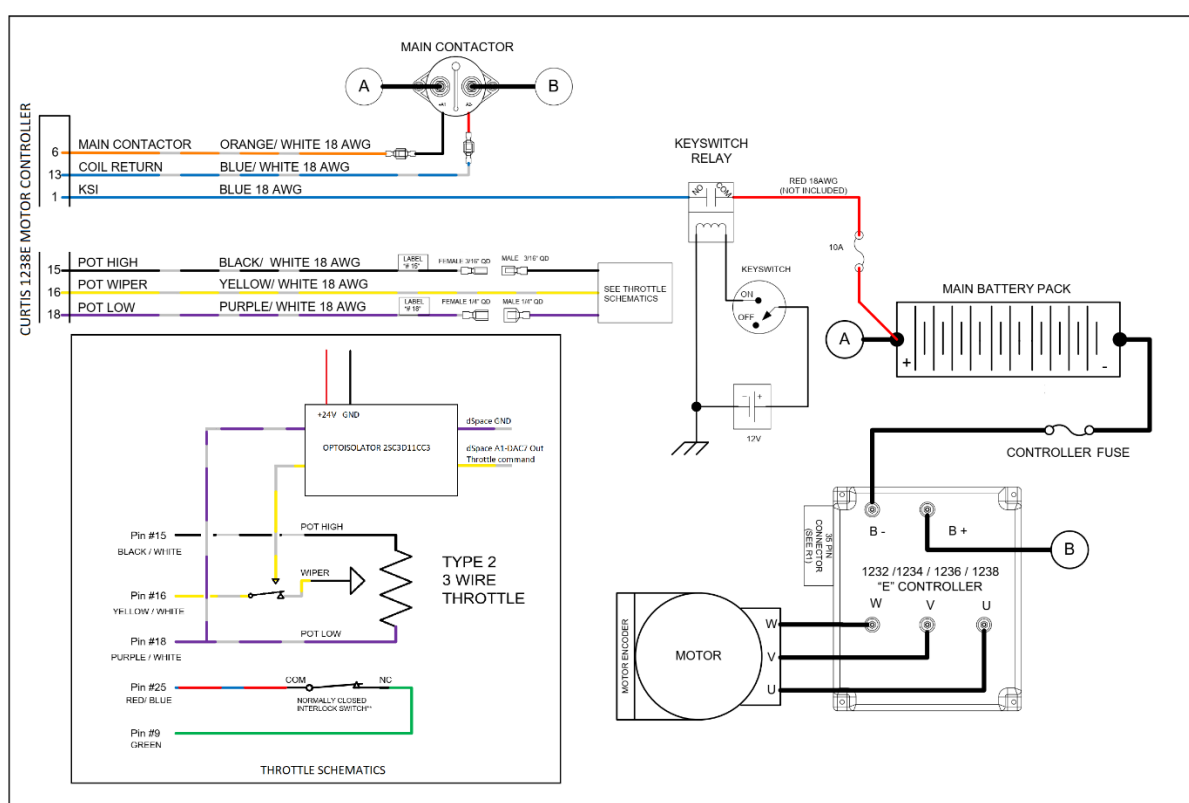 MAIN CONTACTOR
A
B
+A1
A2-
CURTIS 1238E MOTOR CONTROLLER
6 MAIN CONTACTOR ORANGE/ WHITE 18 AWG
13 COIL RETURN BLUE/ WHITE 18 AWG
1 KSI BLUE 18 AWG
KEYSWITCH
RELAY
NO COM
RED 18AWG
(NOT INCLUDED)
10A
15 POT HIGH BLACK/ WHITE 18 AWG
LABEL
"# 15"
FEMALE 3/16" QD
MALE 3/16" QD
16 POT WIPER YELLOW/ WHITE 18 AWG
18 POT LOW PURPLE/ WHITE 18 AWG
LABEL
"# 18"
FEMALE 1/4" QD
MALE 1/4" QD
SEE THROTTLE
SCHEMATICS
KEYSWITCH
ON
OFF
- +
12V
MAIN BATTERY PACK
A
+ -
CONTROLLER FUSE
+24V GND
OPTOISOLATOR 2SC3D11CC3
dSpace GND
dSpace A1-DAC7 Out
Throttle command
Pin #15
BLACK / WHITE
POT HIGH
Pin #16
YELLOW / WHITE
WIPER
TYPE 2
3 WIRE
THROTTLE
Pin #18
PURPLE / WHITE
POT LOW
Pin #25
RED/ BLUE
COM
NC
NORMALLY CLOSED
INTERLOCK SWITCH**
Pin #9
GREEN
THROTTLE SCHEMATICS
35 PIN
CONNECTOR
(SEE R1)
B -
B +
B
1232 /1234 / 1236 / 1238
“E” CONTROLLER
W V U
MOTOR ENCODER
MOTOR
W
V
U